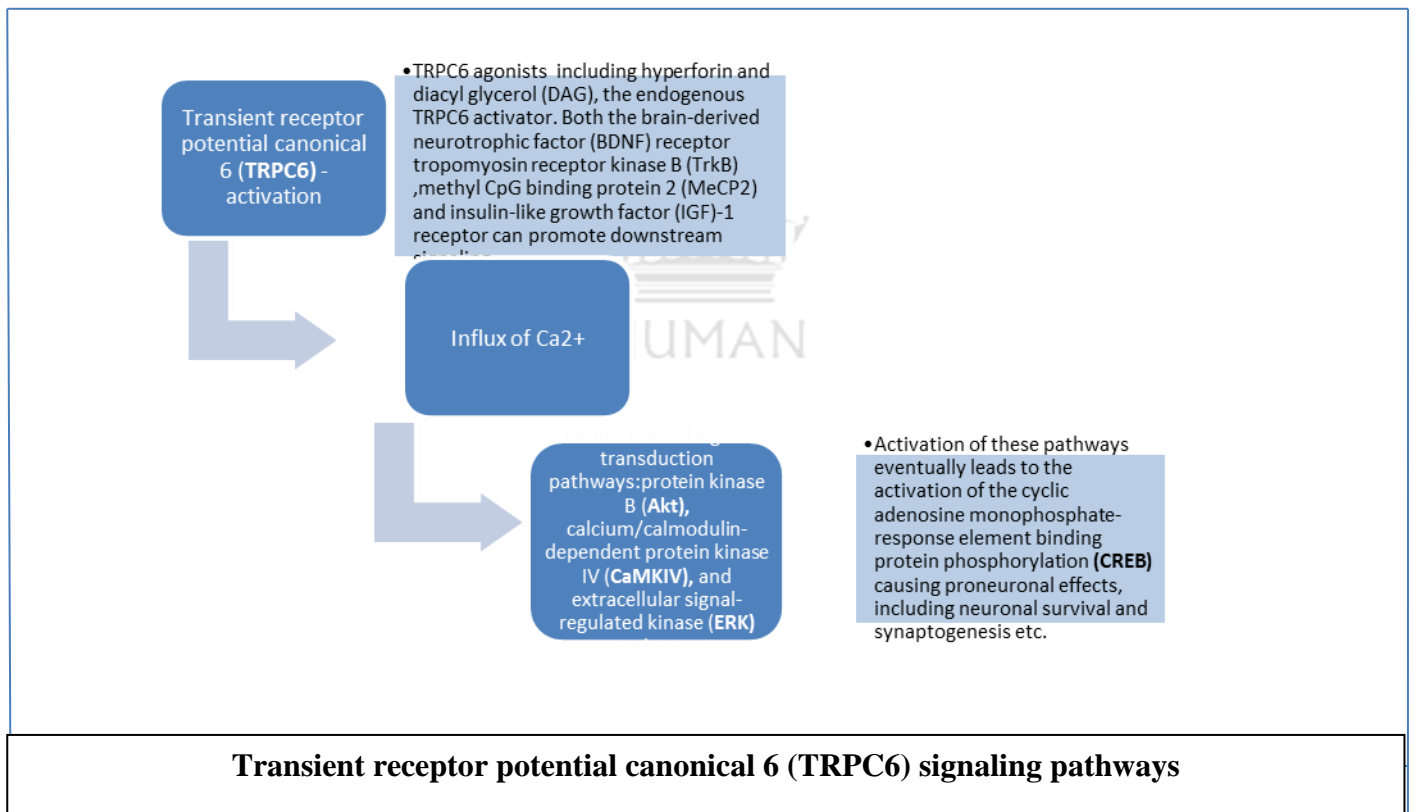 Transient receptor
potential canonical
6 (TRPC6) -
activation
•TRPC6 agonists including hyperforin and
diacyl glycerol (DAG), the endogenous
TRPC6 activator. Both the brain-derived
neurotrophic factor (BDNF) receptor
tropomyosin receptor kinase B (TrkB)
,methyl CpG binding protein 2 (MeCP2)
and insulin-like growth factor (IGF)-1
receptor can promote downstream
Influx of Ca2+
UMAN
transduction
pathways:protein kinase
B (Akt),
calcium/calmodulin-
dependent protein kinase
IV (CaMKIV), and
extracellular signal-
regulated kinase (ERK)
•Activation of these pathways
eventually leads to the
activation of the cyclic
adenosine monophosphate-
response element binding
protein phosphorylation (CREB)
causing proneuronal effects,
including neuronal survival and
synaptogenesis etc.
Transient receptor potential canonical 6 (TRPC6) signaling pathways